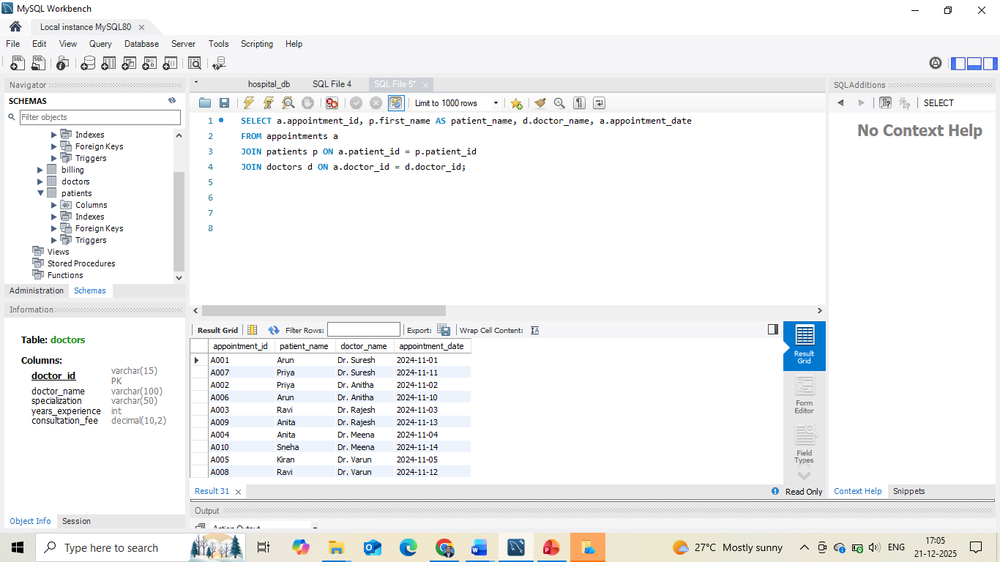 MySQL Workbench
Local instance MySQL80
File Edit View Query Database Server Tools Scripting Help
Navigator
SCHEMAS
Filter objects
Indexes
Foreign Keys
Triggers
billing
doctors
patients
Columns
Indexes
Foreign Keys
Triggers
Views
Stored Procedures
Functions
Administration Schemas
Information
Table: doctors
Columns:
doctor_id varchar(15) PK
doctor_name varchar(100)
specialization varchar(50)
years_experience int
consultation_fee decimal(10,2)
Object Info Session
hospital_db SQL File 4 SQL File 5*
Limit to 1000 rows
1 SELECT a.appointment_id, p.first_name AS patient_name, d.doctor_name, a.appointment_date
2 FROM appointments a
3 JOIN patients p ON a.patient_id = p.patient_id
4 JOIN doctors d ON a.doctor_id = d.doctor_id;
5
6
7
8
Result Grid Filter Rows: Export: Wrap Cell Content:
appointment_id patient_name doctor_name appointment_date
A001 Arun Dr. Suresh 2024-11-01
A007 Priya Dr. Suresh 2024-11-11
A002 Priya Dr. Anitha 2024-11-02
A006 Arun Dr. Anitha 2024-11-10
A003 Ravi Dr. Rajesh 2024-11-03
A009 Anita Dr. Rajesh 2024-11-13
A004 Anita Dr. Meena 2024-11-04
A010 Sneha Dr. Meena 2024-11-14
A005 Kiran Dr. Varun 2024-11-05
A008 Ravi Dr. Varun 2024-11-12
Result Grid
Form Editor
Field Types
Result 31
Read Only
Output
Action Output
SQLAdditions
SELECT
No Context Help
Context Help Snippets
Type here to search
27°C Mostly sunny
ENG
17:05
21-12-2025